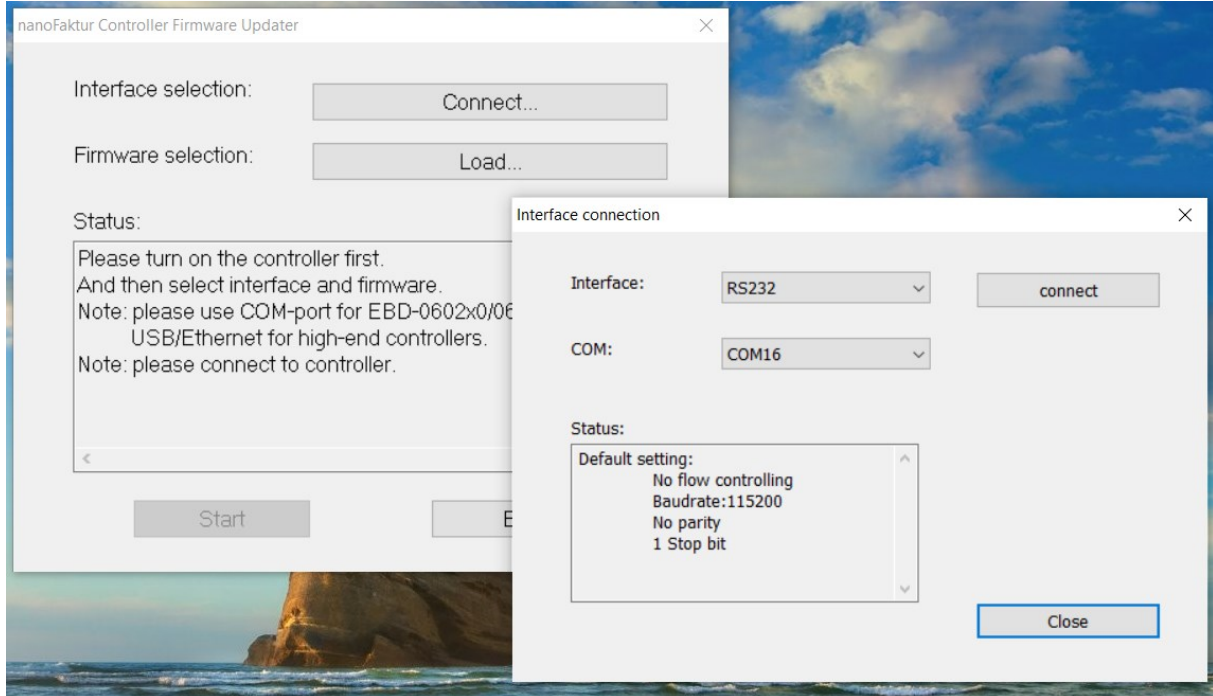 nanoFaktur Controller Firmware Updater
Interface selection:
Connect...
Firmware selection:
Load...
Status:
Please turn on the controller first.
And then select interface and firmware.
Note: please use COM-port for EBD-0602x0/06
USB/Ethernet for high-end controllers.
Note: please connect to controller.
Start
E
Interface connection
Interface:
RS232
connect
COM:
COM16
Status:
Default setting:
No flow controlling
Baudrate:115200
No parity
1 Stop bit
Close